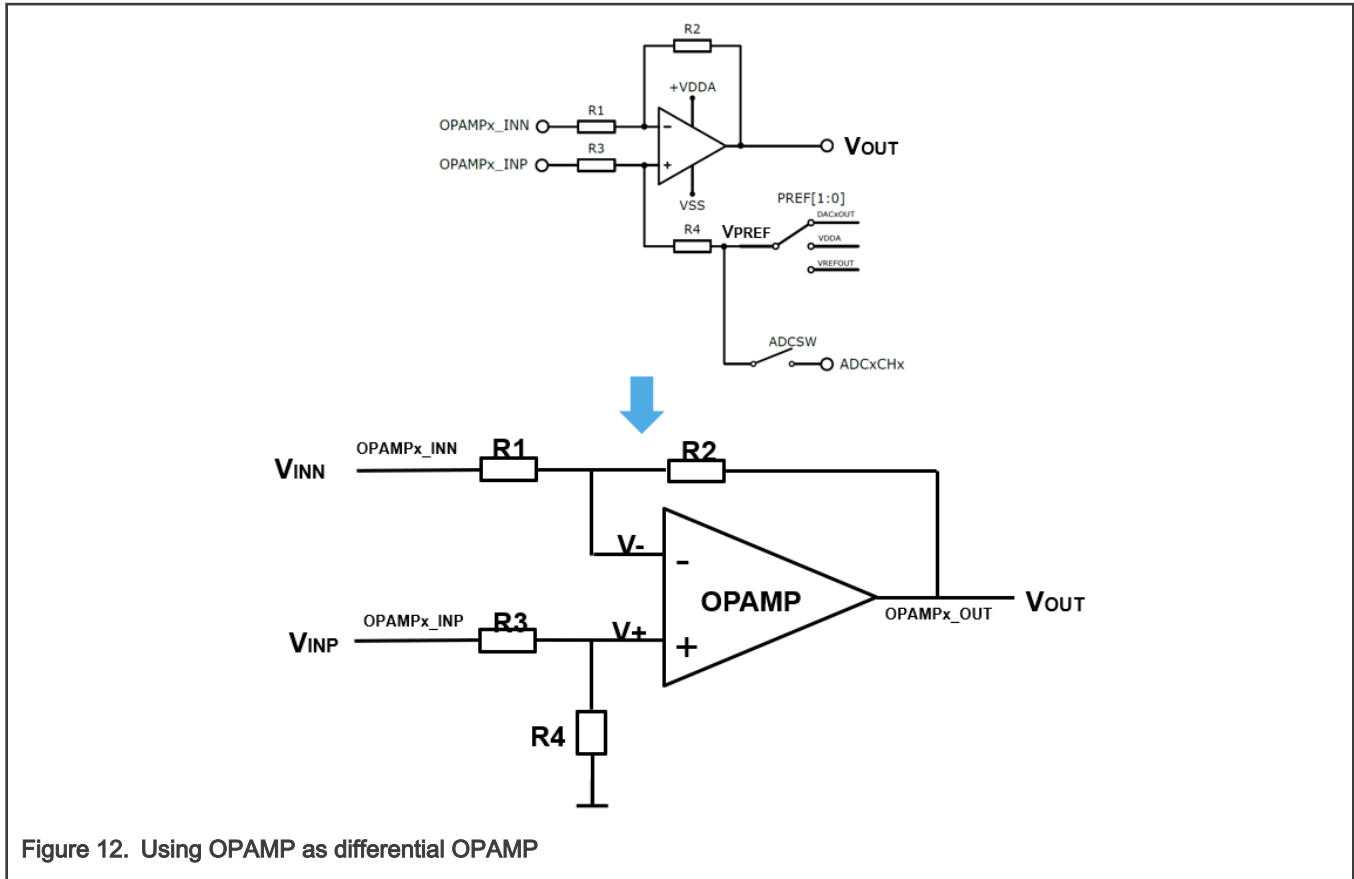 R2
+VDDA
R1
OPAMPx_INN
-
VOUT
R3
OPAMPx_INP
+
VSS
PREF[1:0]
DACxOUT
R4
VPREF
VDDA
VREFOUT
ADCSW
ADCxCHx
OPAMPx_INN
R1
R2
VINN
V-
-
OPAMP
OPAMPx_OUT
VOUT
OPAMPx_INP
R3
V+
+
VINP
R4
Figure 12. Using OPAMP as differential OPAMP